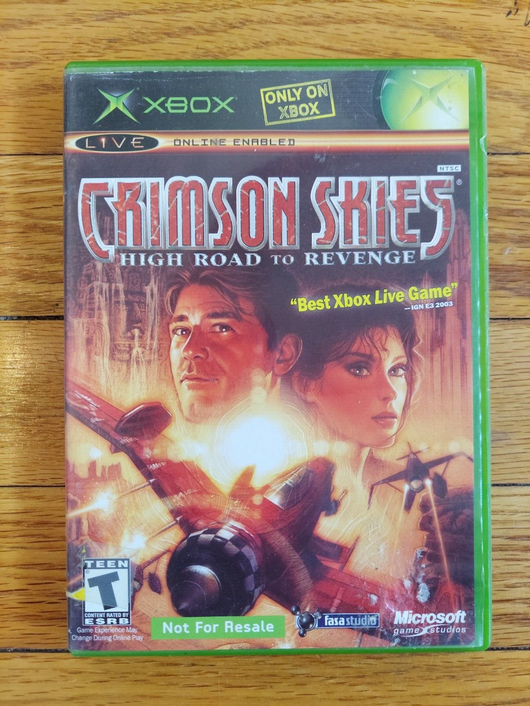 XBOX
ONLY ON
XBOX
LIVE ONLINE ENABLED
NTSC
CRIMSON SKIES®
HIGH ROAD TO REVENGE
"Best Xbox Live Game"
— IGN E3 2003
TEEN
T
CONTENT RATED BY
ESRB
Game Experience May
Change During Online Play
Not For Resale
fasa studio
Microsoft
game studios